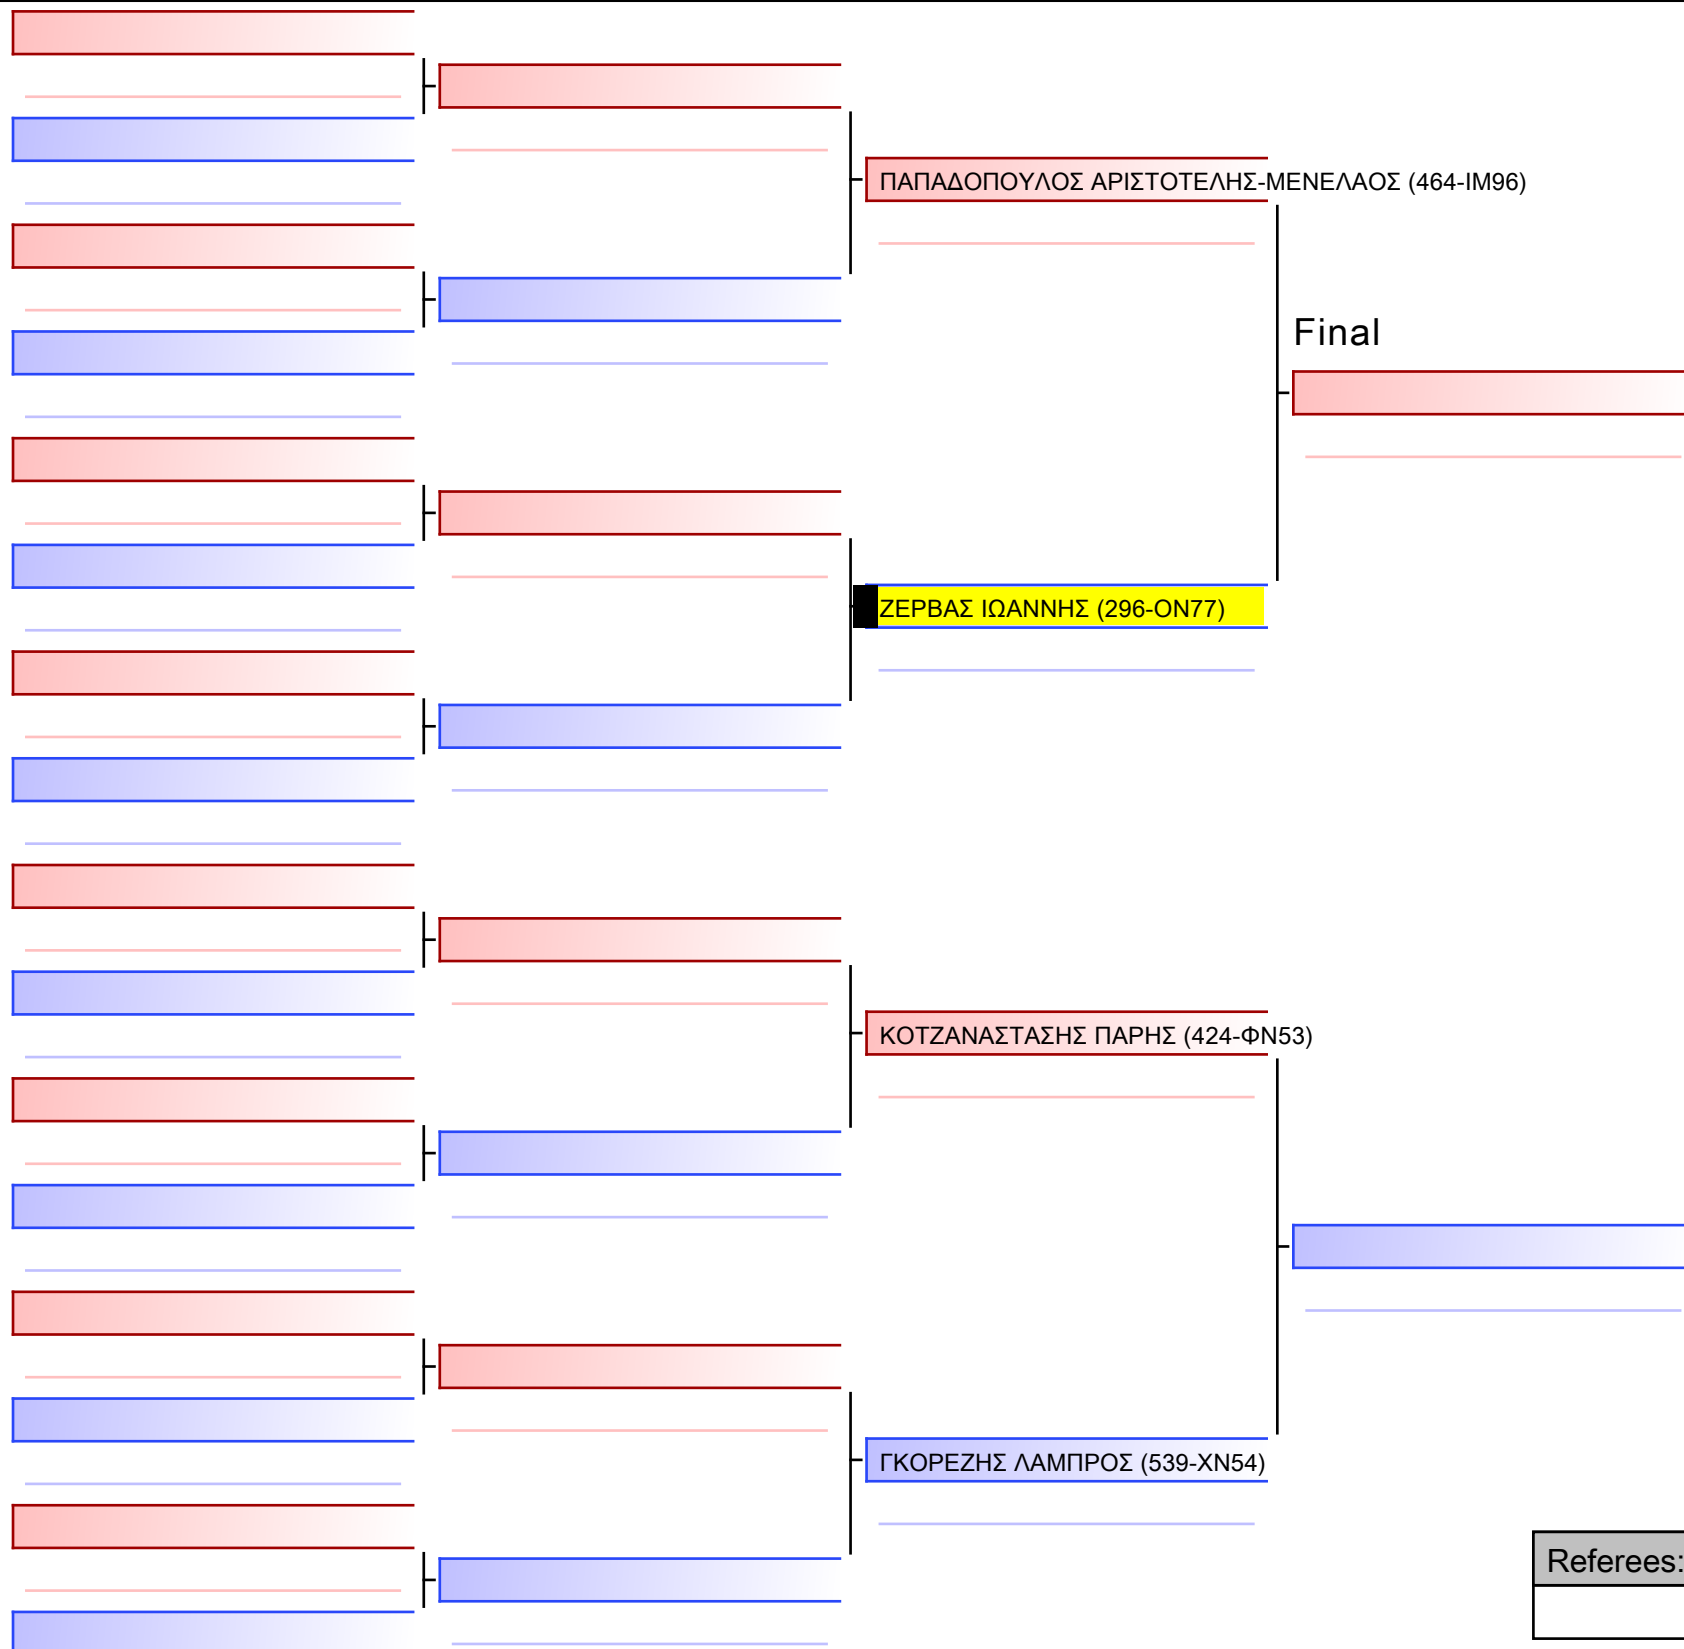 ΠΑΠΑΔΟΠΟΥΛΟΣ ΑΡΙΣΤΟΤΕΛΗΣ-ΜΕΝΕΛΑΟΣ (464-ΙΜ96)
Final
ΖΕΡΒΑΣ ΙΩΑΝΝΗΣ (296-ΟΝ77)
ΚΟΤΖΑΝΑΣΤΑΣΗΣ ΠΑΡΗΣ (424-ΦΝ53)
ΓΚΟΡΕΖΗΣ ΛΑΜΠΡΟΣ (539-ΧΝ54)
Referees: